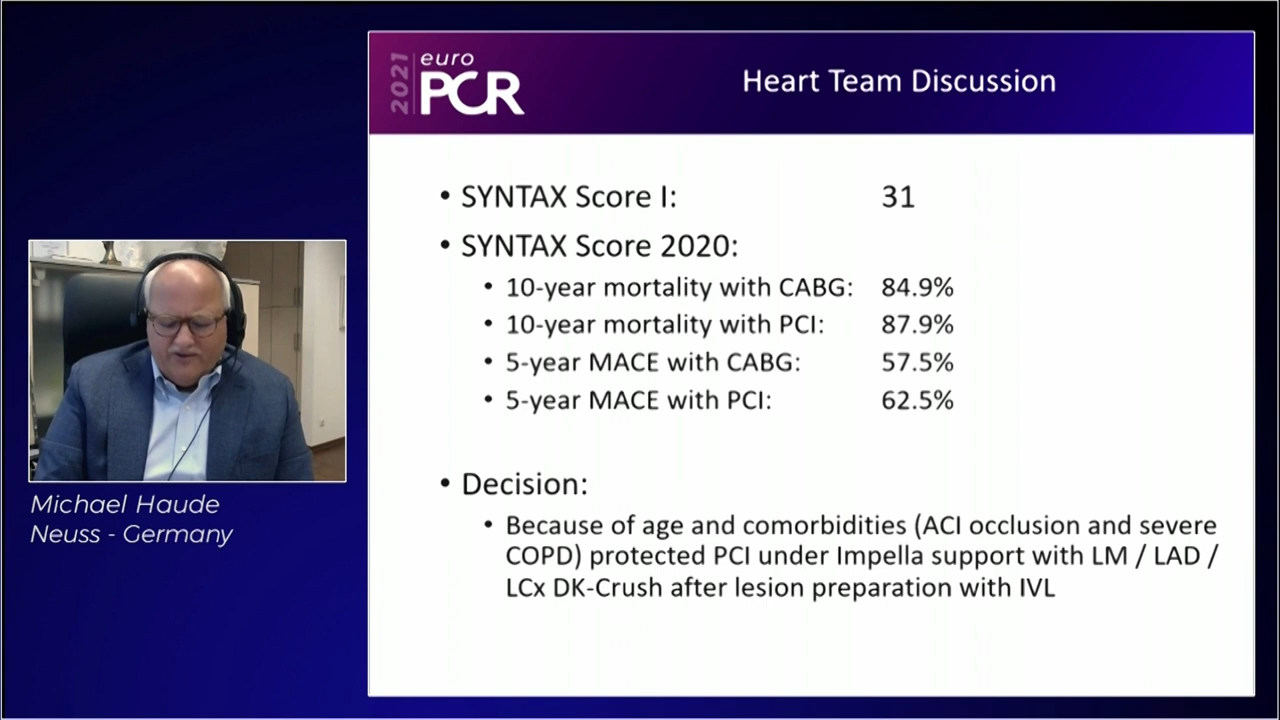 2021
euro
PCR
Heart Team Discussion
• SYNTAX Score I: 31
• SYNTAX Score 2020:
• 10-year mortality with CABG: 84.9%
• 10-year mortality with PCI: 87.9%
• 5-year MACE with CABG: 57.5%
• 5-year MACE with PCI: 62.5%
• Decision:
• Because of age and comorbidities (ACI occlusion and severe
COPD) protected PCI under Impella support with LM / LAD /
LCx DK-Crush after lesion preparation with IVL
Michael Haude
Neuss - Germany